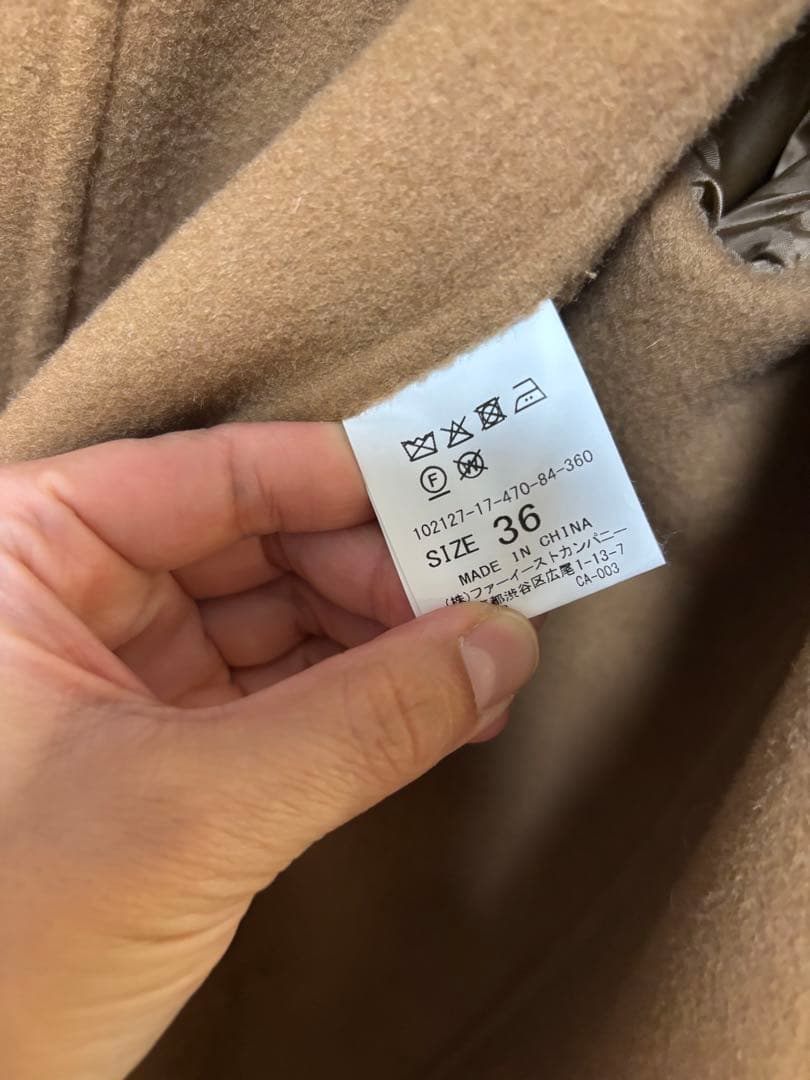 F W
102127-17-470-84-360
SIZE 36
MADE IN CHINA
(株)ファーイーストカンパニー
都渋谷区広尾1-13-7
CA-003